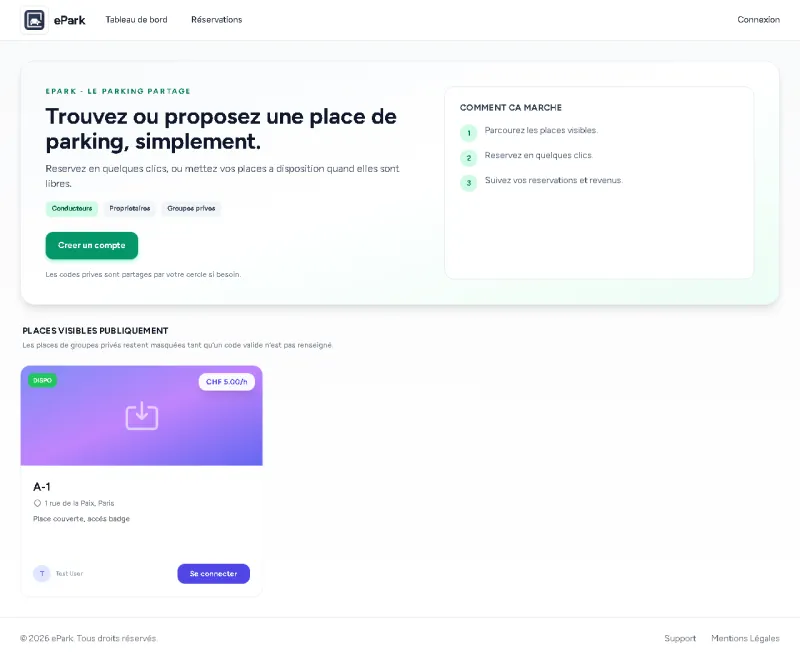 ePark
Tableau de bord
Réservations
Connexion
EPARK - LE PARKING PARTAGE
Trouvez ou proposez une place de
parking, simplement.
Reservez en quelques clics, ou mettez vos places a disposition quand elles sont
libres.
Conducteurs
Proprietaires
Groupes prives
Creer un compte
Les codes prives sont partages par votre cercle si besoin.
COMMENT CA MARCHE
1 Parcourez les places visibles.
2 Reservez en quelques clics.
3 Suivez vos reservations et revenus.
PLACES VISIBLES PUBLIQUEMENT
Les places de groupes privés restent masquées tant qu'un code valide n'est pas renseigné.
DISPO
CHF 5.00/h
A-1
1 rue de la Paix, Paris
Place couverte, accès badge
T Test User
Se connecter
© 2026 ePark. Tous droits réservés.
Support
Mentions Légales